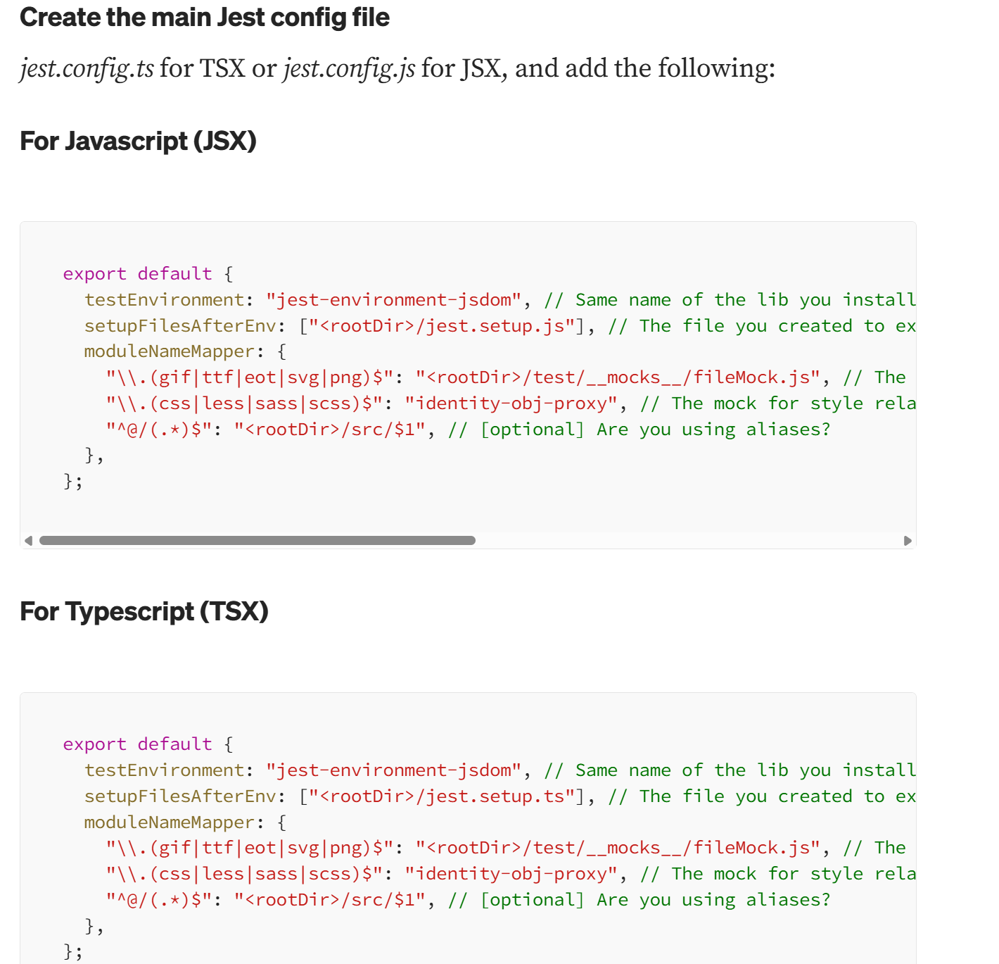 Create the main Jest config file
jest.config.ts for TSX or jest.config.js for JSX, and add the following:
For Javascript (JSX)
export default {
  testEnvironment: "jest-environment-jsdom", // Same name of the lib you install
  setupFilesAfterEnv: ["<rootDir>/jest.setup.js"], // The file you created to ex
  moduleNameMapper: {
    "\\.(gif|ttf|eot|svg|png)$": "<rootDir>/test/__mocks__/fileMock.js", // The
    "\\.(css|less|sass|scss)$": "identity-obj-proxy", // The mock for style rela
    "^@/(.*)$": "<rootDir>/src/$1", // [optional] Are you using aliases?
  },
};
For Typescript (TSX)
export default {
  testEnvironment: "jest-environment-jsdom", // Same name of the lib you install
  setupFilesAfterEnv: ["<rootDir>/jest.setup.ts"], // The file you created to ex
  moduleNameMapper: {
    "\\.(gif|ttf|eot|svg|png)$": "<rootDir>/test/__mocks__/fileMock.js", // The
    "\\.(css|less|sass|scss)$": "identity-obj-proxy", // The mock for style rela
    "^@/(.*)$": "<rootDir>/src/$1", // [optional] Are you using aliases?
  },
};